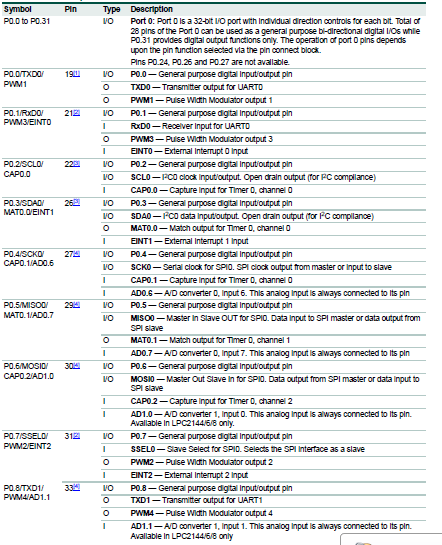 Symbol Pin Type Description
P0.0 to P0.31 I/O Port 0: Port 0 is a 32-bit I/O port with individual direction controls for each bit. Total of
28 pins of the Port 0 can be used as a general purpose bi-directional digital I/Os while
P0.31 provides digital output functions only. The operation of port 0 pins depends
upon the pin function selected via the pin connect block.
Pins P0.24, P0.26 and P0.27 are not available.
P0.0/TXD0/ 19[1] I/O P0.0 — General purpose digital input/output pin
PWM1 O TXD0 — Transmitter output for UART0
O PWM1 — Pulse Width Modulator output 1
P0.1/RxD0/ 21[2] I/O P0.1 — General purpose digital input/output pin
PWM3/EINT0 I RxD0 — Receiver input for UART0
O PWM3 — Pulse Width Modulator output 3
I EINT0 — External interrupt 0 input
P0.2/SCL0/ 22[3] I/O P0.2 — General purpose digital input/output pin
CAP0.0 I/O SCL0 — I²C0 clock input/output. Open drain output (for I²C compliance)
I CAP0.0 — Capture input for Timer 0, channel 0
P0.3/SDA0/ 26[3] I/O P0.3 — General purpose digital input/output pin
MAT0.0/EINT1 I/O SDA0 — I²C0 data input/output. Open drain output (for I²C compliance)
O MAT0.0 — Match output for Timer 0, channel 0
I EINT1 — External interrupt 1 input
P0.4/SCK0/ 27[4] I/O P0.4 — General purpose digital input/output pin
CAP0.1/AD0.6 I/O SCK0 — Serial clock for SPI0. SPI clock output from master or input to slave
I CAP0.1 — Capture input for Timer 0, channel 0
I AD0.6 — A/D converter 0, input 6. This analog input is always connected to its pin
P0.5/MISO0/ 29[4] I/O P0.5 — General purpose digital input/output pin
MAT0.1/AD0.7 I/O MISO0 — Master In Slave OUT for SPI0. Data input to SPI master or data output from
SPI slave
O MAT0.1 — Match output for Timer 0, channel 1
I AD0.7 — A/D converter 0, input 7. This analog input is always connected to its pin
P0.6/MOSI0/ 30[4] I/O P0.6 — General purpose digital input/output pin
CAP0.2/AD1.0 I/O MOSI0 — Master Out Slave In for SPI0. Data output from SPI master or data input to
SPI slave
I CAP0.2 — Capture input for Timer 0, channel 2
I AD1.0 — A/D converter 1, input 0. This analog input is always connected to its pin.
Available in LPC2144/6/8 only.
P0.7/SSEL0/ 31[2] I/O P0.7 — General purpose digital input/output pin
PWM2/EINT2 I SSEL0 — Slave Select for SPI0. Selects the SPI interface as a slave
O PWM2 — Pulse Width Modulator output 2
I EINT2 — External interrupt 2 input
P0.8/TXD1/ 33[4] I/O P0.8 — General purpose digital input/output pin
PWM4/AD1.1 O TXD1 — Transmitter output for UART1
O PWM4 — Pulse Width Modulator output 4
I AD1.1 — A/D converter 1, input 1. This analog input is always connected to its pin.
Available in LPC2144/6/8 only